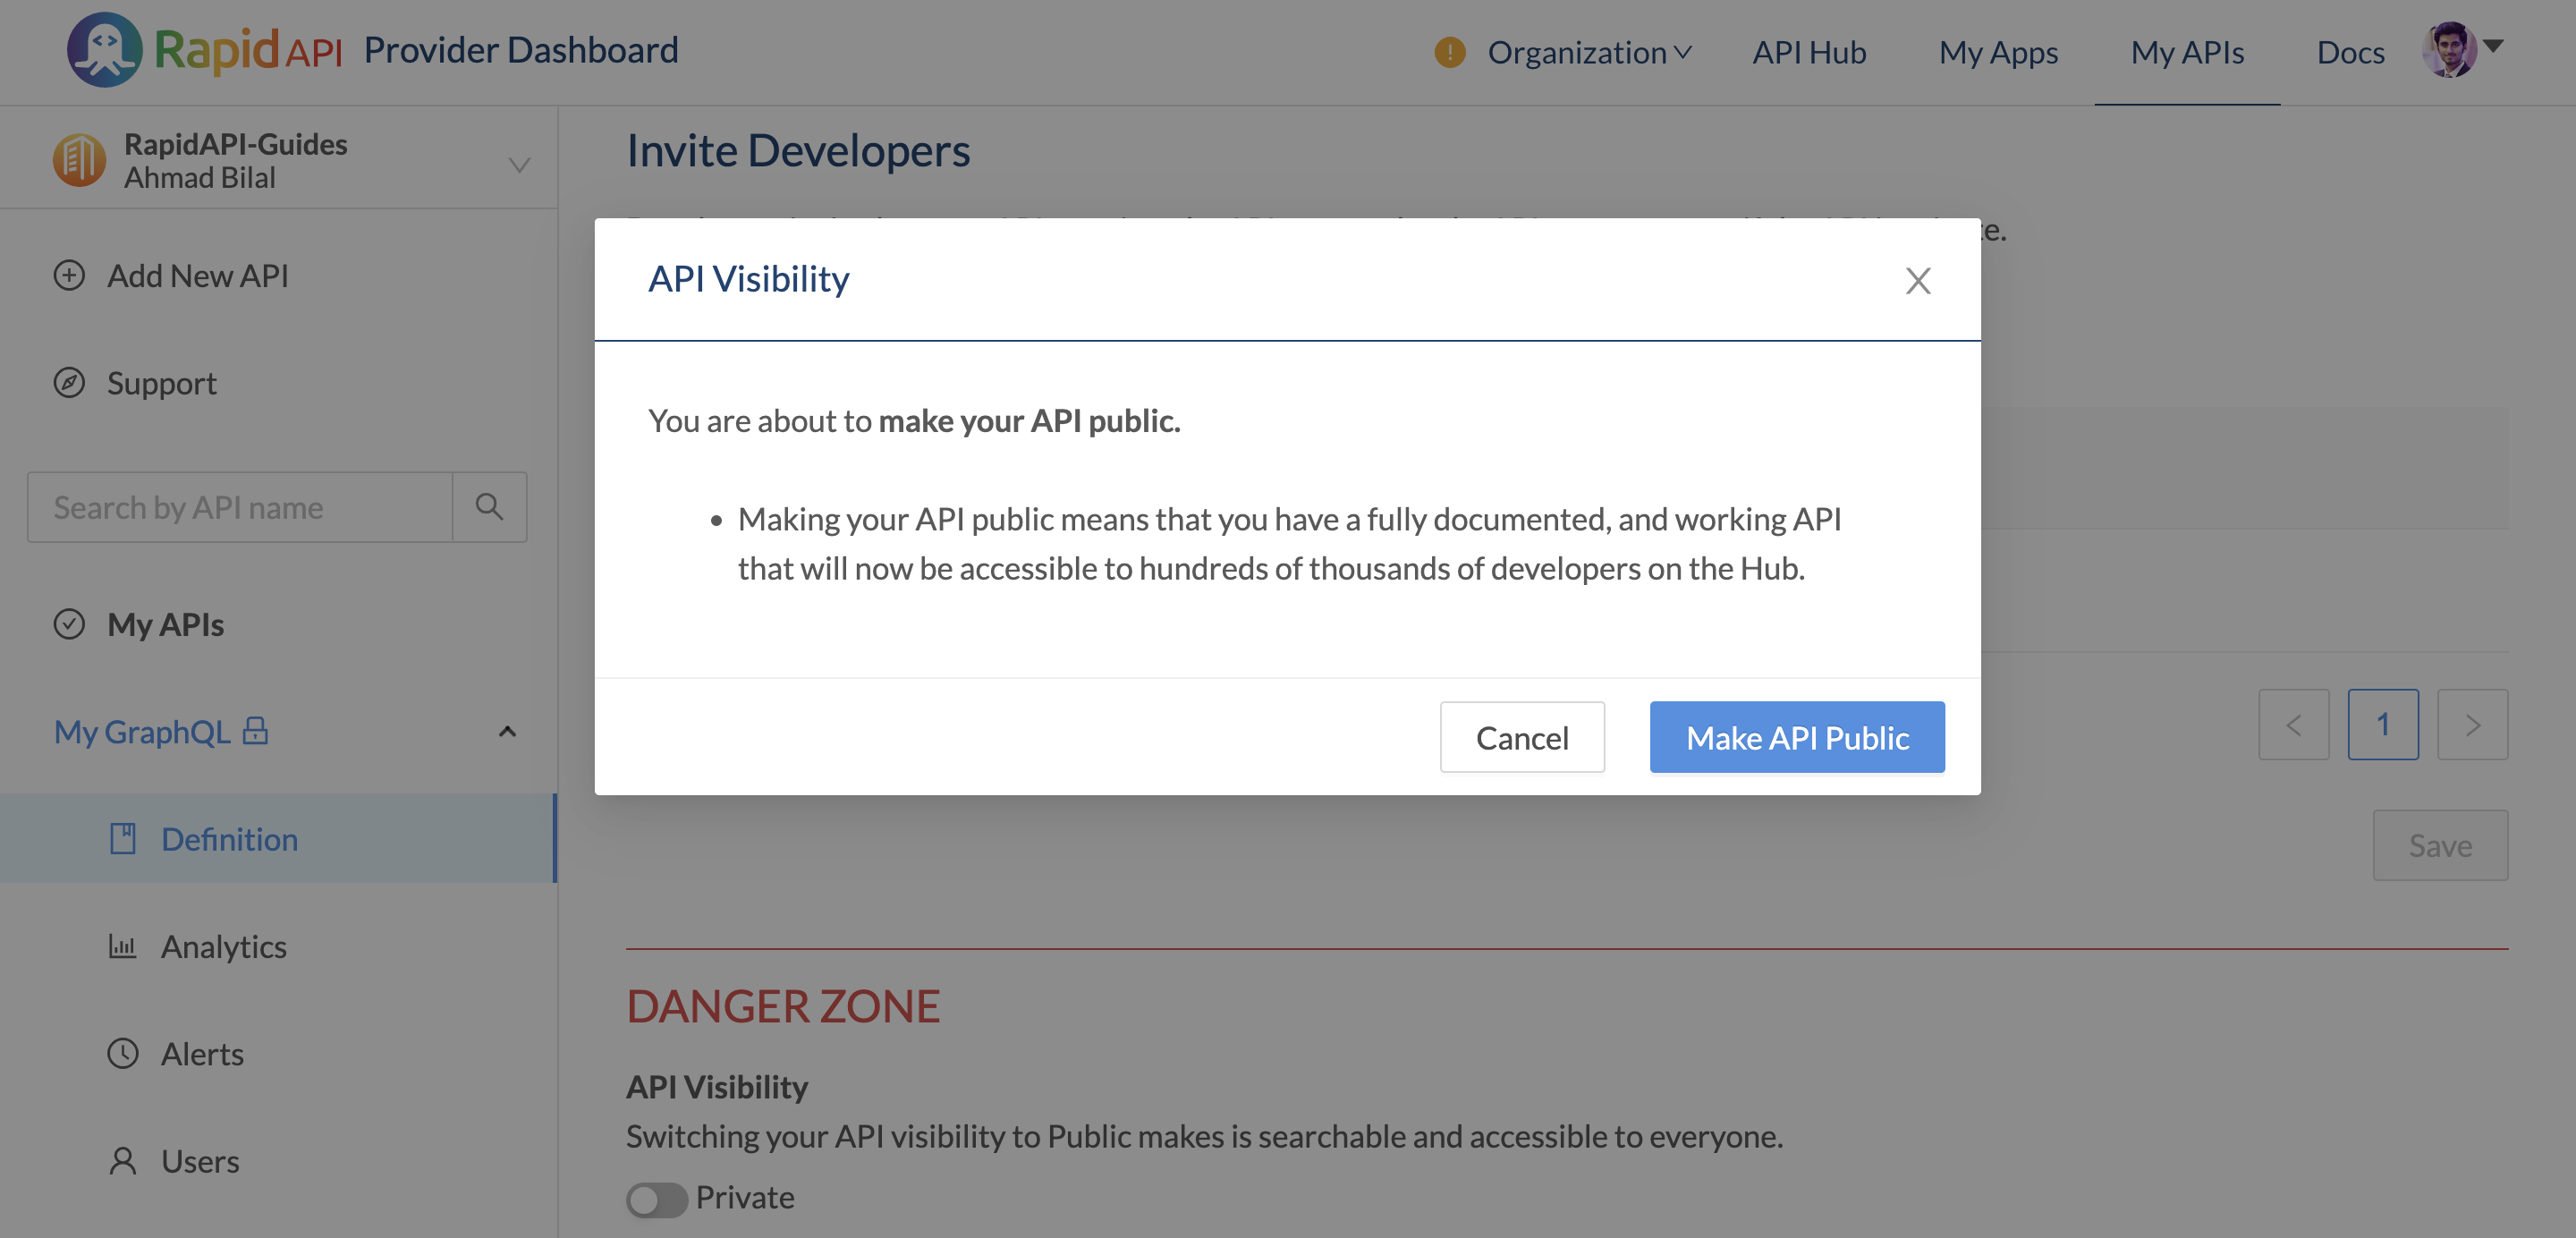 RapidAPI Provider Dashboard
Organization
API Hub
My Apps
My APIs
Docs
RapidAPI-Guides
Ahmad Bilal
Add New API
Support
Search by API name
My APIs
My GraphQL
Definition
Analytics
Alerts
Users
Invite Developers
API Visibility
You are about to make your API public.
Making your API public means that you have a fully documented, and working API
that will now be accessible to hundreds of thousands of developers on the Hub.
Cancel
Make API Public
1
Save
DANGER ZONE
API Visibility
Switching your API visibility to Public makes is searchable and accessible to everyone.
Private